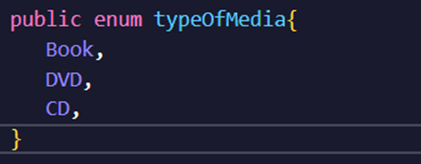 public enum typeOfMedia{
Book,
DVD,
CD,
}